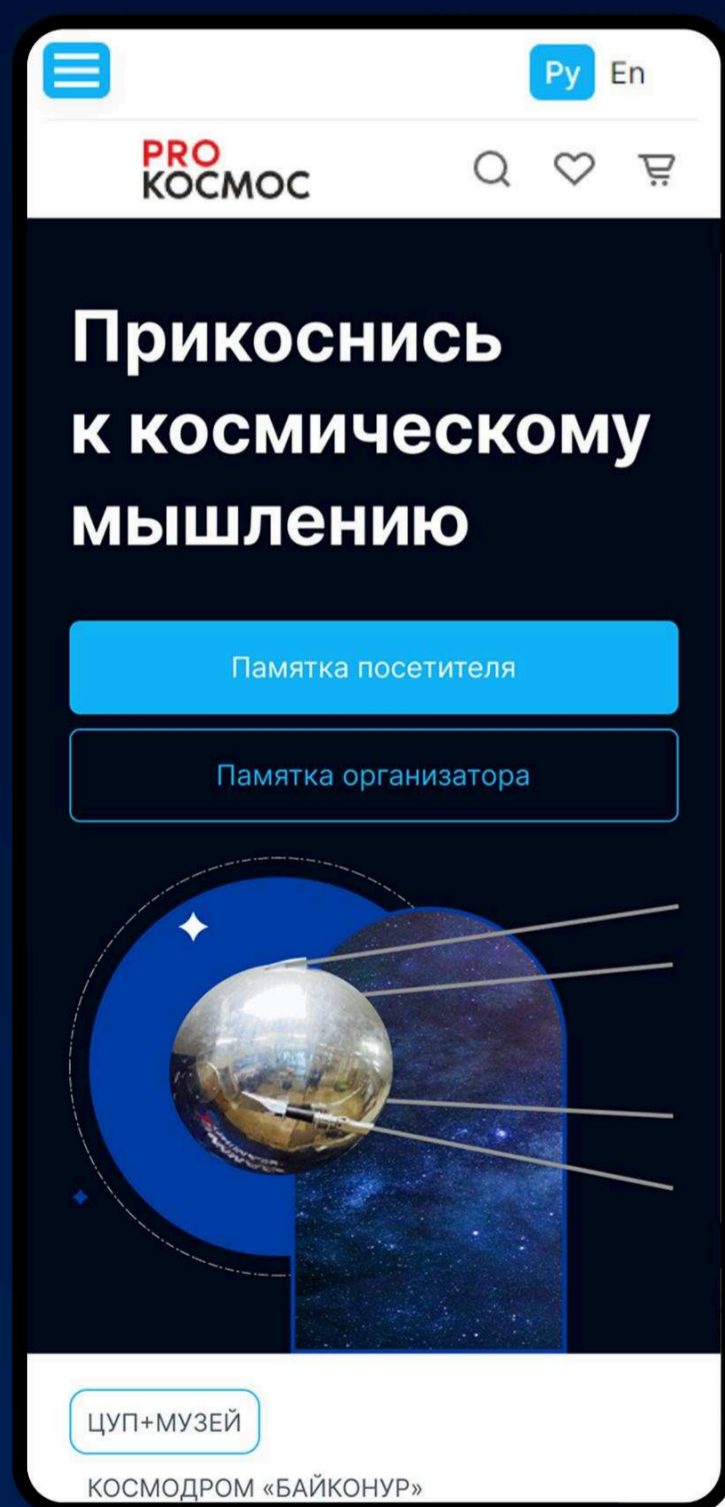 Ру En
PRO
КОСМОС
Прикоснись
к космическому
мышлению
Памятка посетителя
Памятка организатора
ЦУП+МУЗЕЙ
КОСМОДРОМ «БАЙКОНУР»